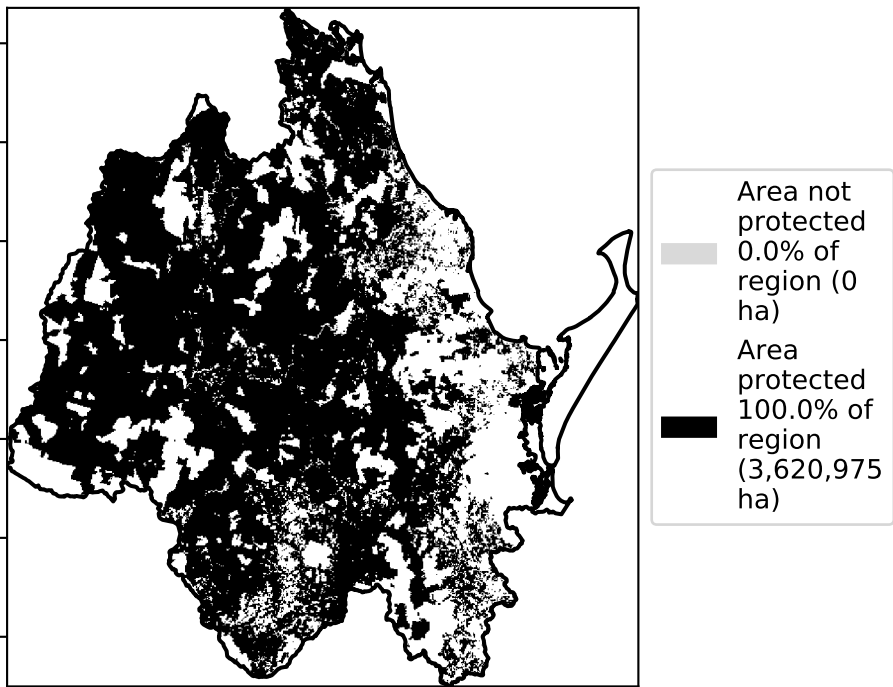 Area not
protected
0.0% of
region (0
ha)
Area
protected
100.0% of
region
(3,620,975
ha)